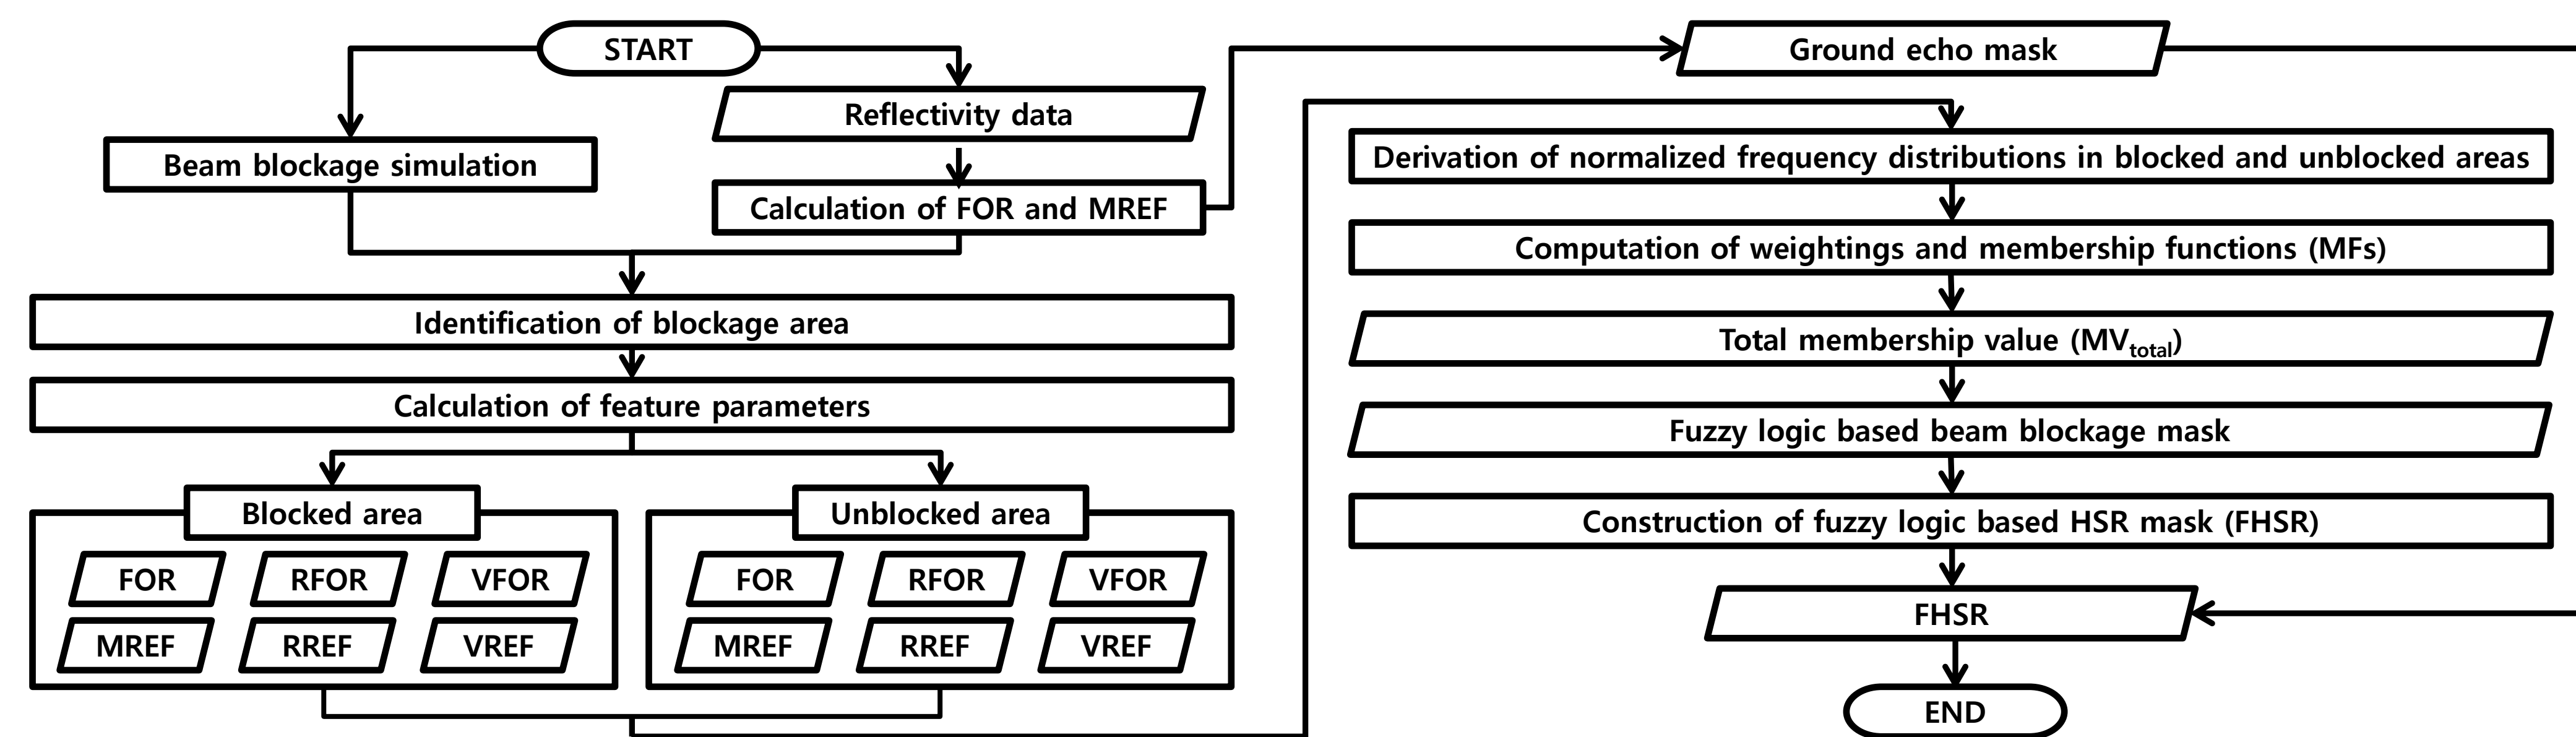 START
Reflectivity data
Beam blockage simulation
Calculation of FOR and MREF
Identification of blockage area
Calculation of feature parameters
Blocked area
FOR RFOR VFOR
MREF RREF VREF
Unblocked area
FOR RFOR VFOR
MREF RREF VREF
Ground echo mask
Derivation of normalized frequency distributions in blocked and unblocked areas
Computation of weightings and membership functions (MFs)
Total membership value (MVtotal)
Fuzzy logic based beam blockage mask
Construction of fuzzy logic based HSR mask (FHSR)
FHSR
END